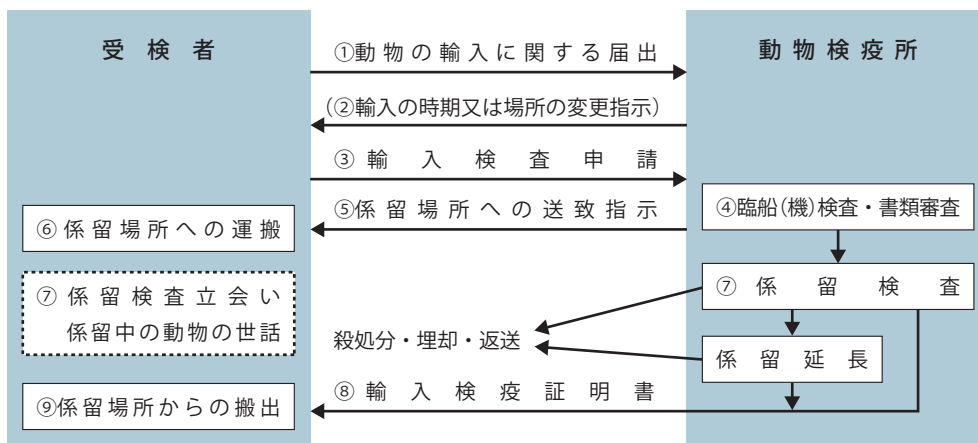 受検者
動物検疫所
①動物の輸入に関する届出
（②輸入の時期又は場所の変更指示）
③輸入検査申請
④臨船（機）検査・書類審査
⑤係留場所への送致指示
⑥係留場所への運搬
⑦係留検査
⑦係留検査立会い
係留中の動物の世話
殺処分・埋却・返送
係留延長
⑧輸入検疫証明書
⑨係留場所からの搬出